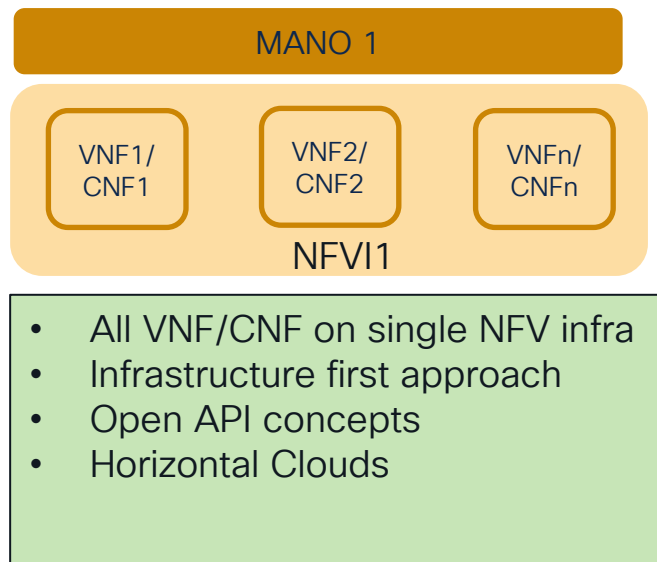 MANO 1
VNF1/
CNF1
VNF2/
CNF2
VNFn/
CNFn
NFVI1
• All VNF/CNF on single NFV infra
• Infrastructure first approach
• Open API concepts
• Horizontal Clouds